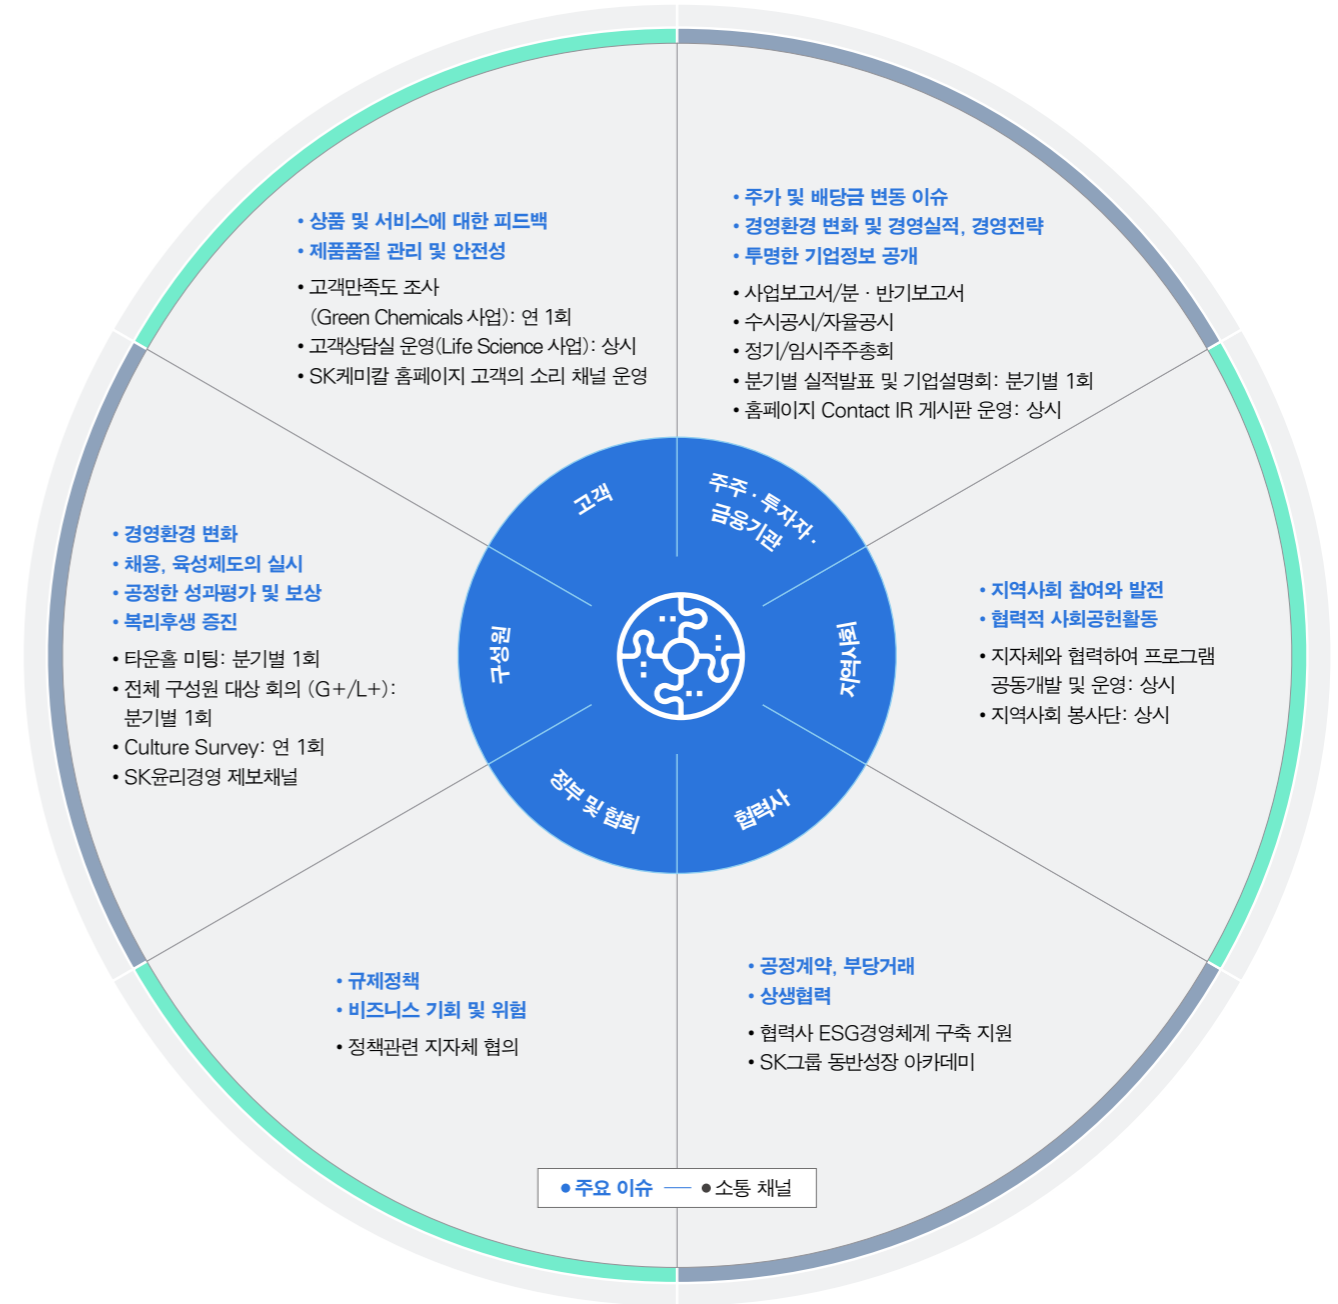 • 상품 및 서비스에 대한 피드백
• 제품품질 관리 및 안전성
• 고객만족도 조사
(Green Chemicals 사업): 연 1회
• 고객상담실 운영(Life Science 사업): 상시
• SK케미칼 홈페이지 고객의 소리 채널 운영
• 주가 및 배당금 변동 이슈
• 경영환경 변화 및 경영실적, 경영전략
• 투명한 기업정보 공개
• 사업보고서/분 · 반기보고서
• 수시공시/자율공시
• 정기/임시주주총회
• 분기별 실적발표 및 기업설명회: 분기별 1회
• 홈페이지 Contact IR 게시판 운영: 상시
고객
주주 · 투자자 ·
금융기관
• 경영환경 변화
• 채용, 육성제도의 실시
• 공정한 성과평가 및 보상
• 복리후생 증진
• 타운홀 미팅: 분기별 1회
• 전체 구성원 대상 회의 (G+/L+):
분기별 1회
• Culture Survey: 연 1회
• SK윤리경영 제보채널
구성원
지역사회
• 지역사회 참여와 발전
• 협력적 사회공헌활동
• 지자체와 협력하여 프로그램
공동개발 및 운영: 상시
• 지역사회 봉사단: 상시
정부 및 협회
협력사
• 규제정책
• 비즈니스 기회 및 위험
• 정책관련 지자체 협의
• 공정계약, 부당거래
• 상생협력
• 협력사 ESG경영체계 구축 지원
• SK그룹 동반성장 아카데미
• 주요 이슈 — • 소통 채널